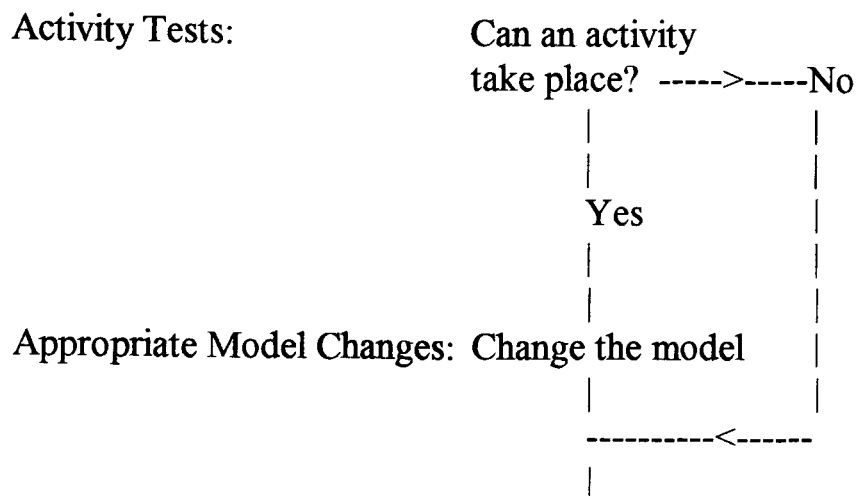 Activity Tests: Can an activity
take place? ----->-----No
| |
| |
Yes |
| |
| |
Appropriate Model Changes: Change the model |
| |
----------<------
|